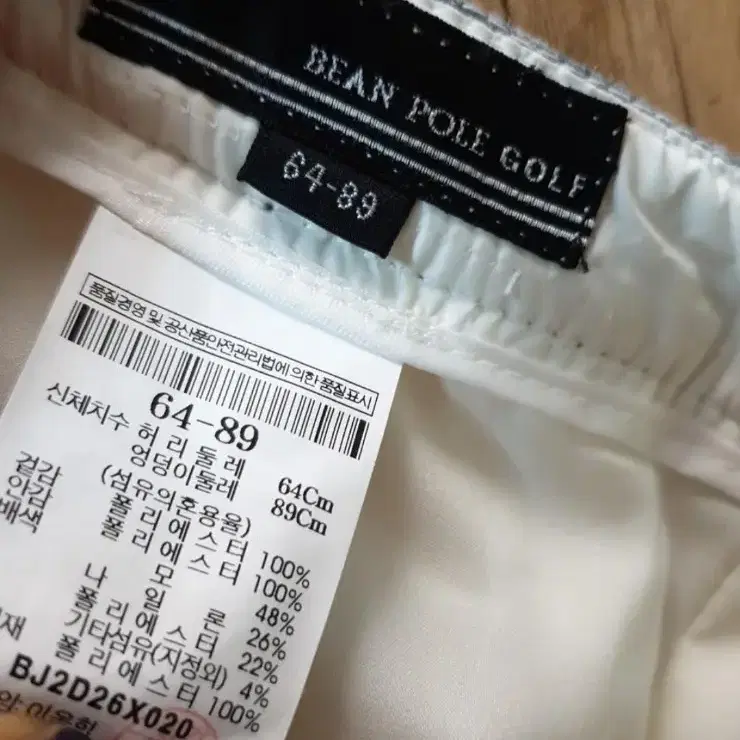 BEAN POLE GOLF
64-89
품질경영 및 공산품안전관리법에 의한 품질표시
64-89
신체치수 허리둘레 64Cm
엉덩이둘레 89Cm
(섬유의혼용율)
겉감 폴리에스터 100%
안감 폴리에스터 100%
배색 모 48%
나 일 론 26%
폴리에스터 22%
기타섬유(지정외) 4%
폴리에스터 100%
BJ2D26X020